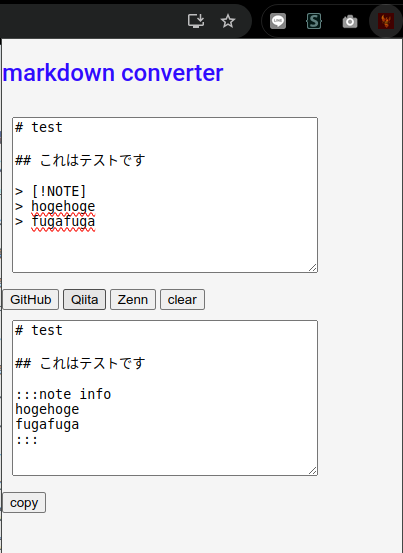 markdown converter
# test
## これはテストです
> [!NOTE]
> hogehoge
> fugafuga
GitHub Qiita Zenn clear
# test
## これはテストです
:::note info
hogehoge
fugafuga
:::
copy